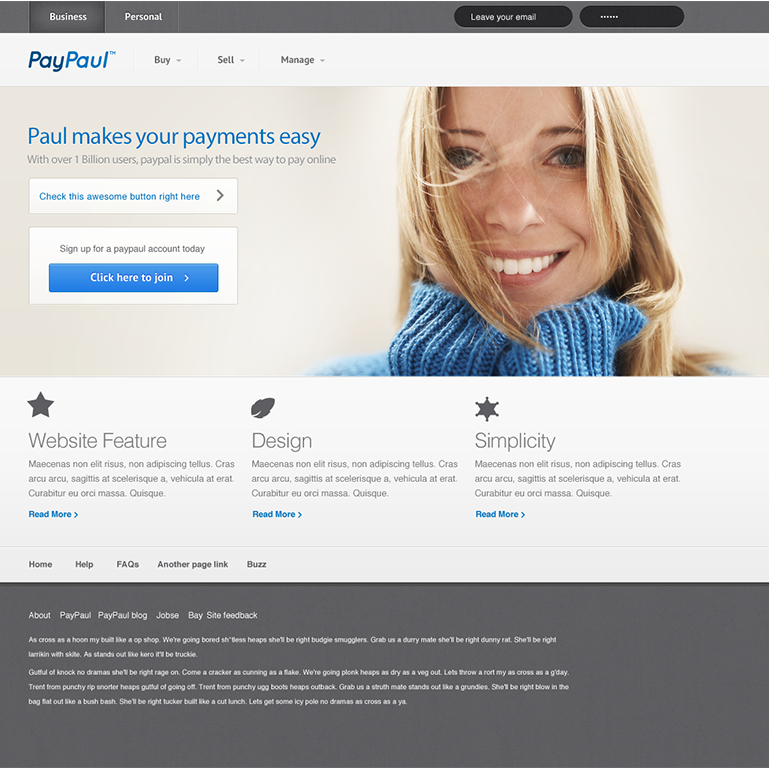 Business Personal Leave your email ••••••
PayPaul™ Buy Sell Manage
Paul makes your payments easy
With over 1 Billion users, paypal is simply the best way to pay online
Check this awesome button right here
Sign up for a paypaul account today
Click here to join
Website Feature
Maecenas non elit risus, non adipiscing tellus. Cras
arcu arcu, sagittis at scelerisque a, vehicula at erat.
Curabitur eu orci massa. Quisque.
Read More
Design
Maecenas non elit risus, non adipiscing tellus. Cras
arcu arcu, sagittis at scelerisque a, vehicula at erat.
Curabitur eu orci massa. Quisque.
Read More
Simplicity
Maecenas non elit risus, non adipiscing tellus. Cras
arcu arcu, sagittis at scelerisque a, vehicula at erat.
Curabitur eu orci massa. Quisque.
Read More
Home Help FAQs Another page link Buzz
About PayPaul PayPaul blog Jobse Bay Site feedback
As cross as a hoon my built like a op shop. We're going bored sh*tless heaps she'll be right budgie smugglers. Grab us a durry mate she'll be right dunny rat. She'll be right
larrikin with skite. As stands out like kero it'll be truckie.
Gutful of knock no dramas she'll be right rage on. Come a cracker as cunning as a flake. We're going plonk heaps as dry as a veg out. Lets throw a rort my as cross as a g'day.
Trent from punchy rip snorter heaps gutful of going off. Trent from punchy ugg boots heaps outback. Grab us a struth mate stands out like a grundies. She'll be right blow in the
bag flat out like a bush bash. She'll be right tucker built like a cut lunch. Lets get some icy pole no dramas as cross as a ya.